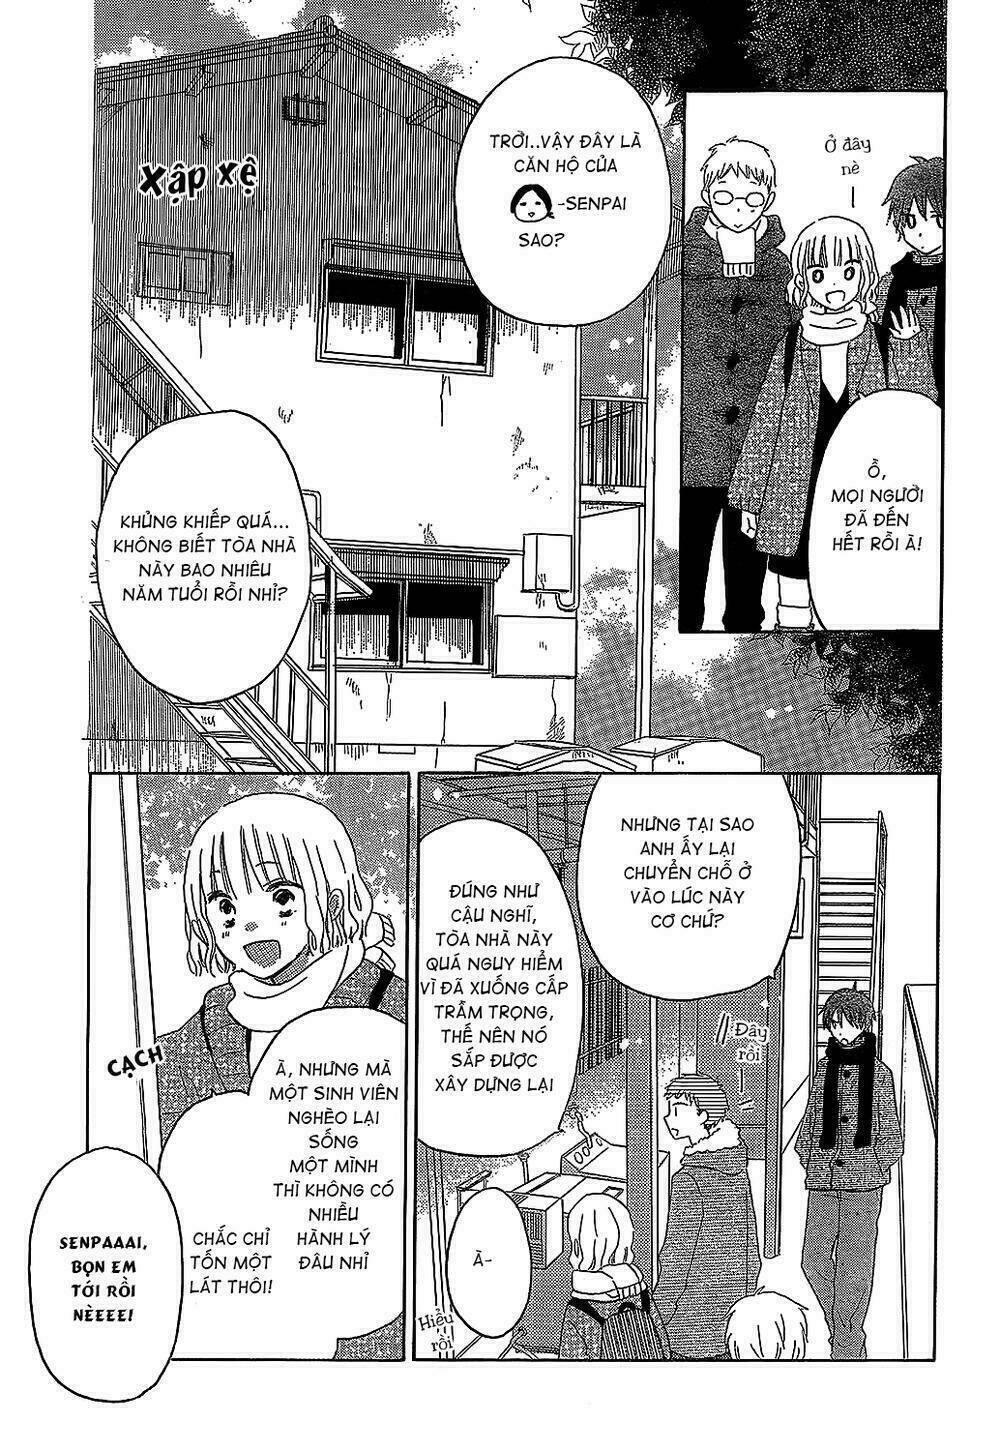 Ở đây
nè
Ồ,
MỌI NGƯỜI
ĐÃ ĐẾN
HẾT RỒI À!
TRỜI..VẬY ĐÂY LÀ
CĂN HỘ CỦA
-SENPAI
SAO?
XẬP XỆ
KHỦNG KHIẾP QUÁ...
KHÔNG BIẾT TÒA NHÀ
NÀY BAO NHIÊU
NĂM TUỔI RỒI NHỈ?
NHƯNG TẠI SAO
ANH ẤY LẠI
CHUYỂN CHỖ Ở
VÀO LÚC NÀY
CƠ CHỨ?
Đây
rồi
ĐÚNG NHƯ
CẬU NGHĨ,
TÒA NHÀ NÀY
QUÁ NGUY HIỂM
VÌ ĐÃ XUỐNG CẤP
TRẦM TRỌNG,
THẾ NÊN NÓ
SẮP ĐƯỢC
XÂY DỰNG LẠI
À-
Hiểu
rồi
À, NHƯNG MÀ
MỘT SINH VIÊN
NGHÈO LẠI
SỐNG
MỘT MÌNH
THÌ KHÔNG CÓ
NHIỀU
HÀNH LÝ
ĐÂU NHỈ
CHẮC CHỈ
TỐN MỘT
LÁT THÔI!
CẠCH
SENPAAAI,
BỌN EM
TỚI RỒI
NÈEEE!